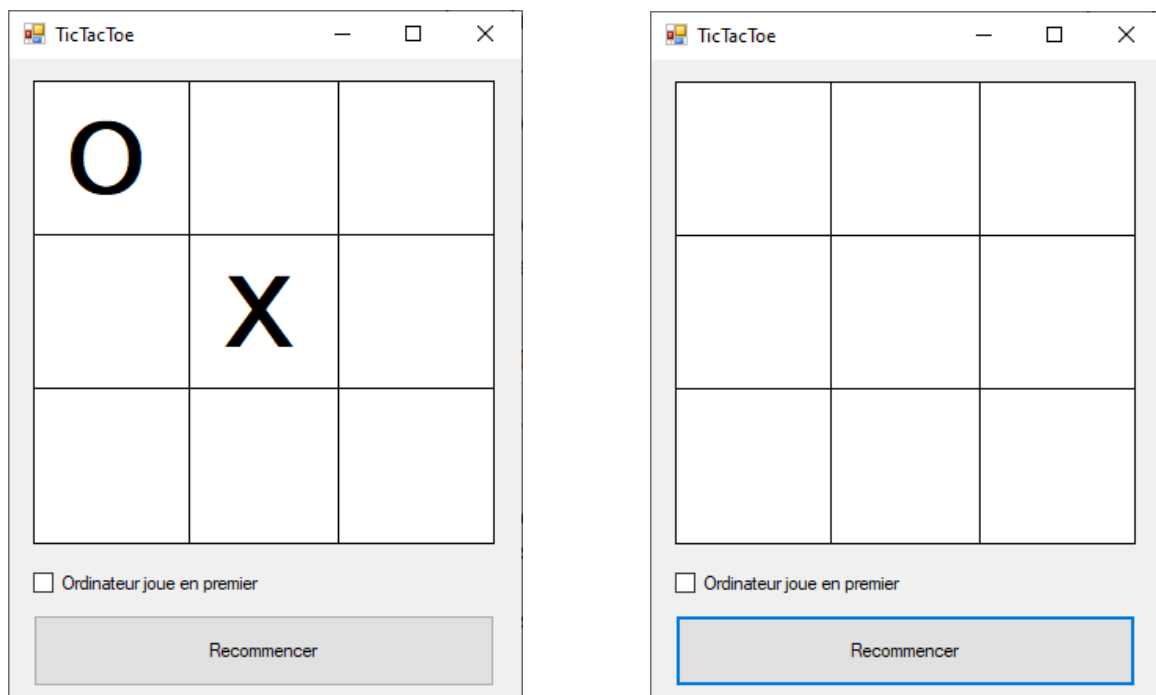 TicTacToe
O
X
Ordinateur joue en premier
Recommencer
TicTacToe
Ordinateur joue en premier
Recommencer